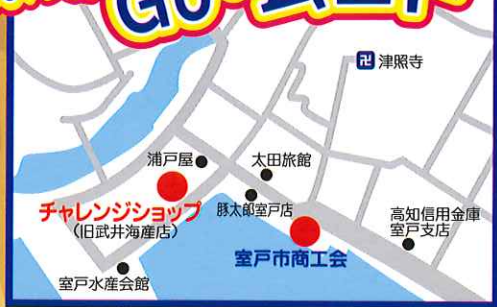 GO
卍 津照寺
浦戸屋
太田旅館
チャレンジショップ
(旧武井海産店)
豚太郎室戸店
高知信用金庫
室戸支店
室戸市商工会
室戸水産会館